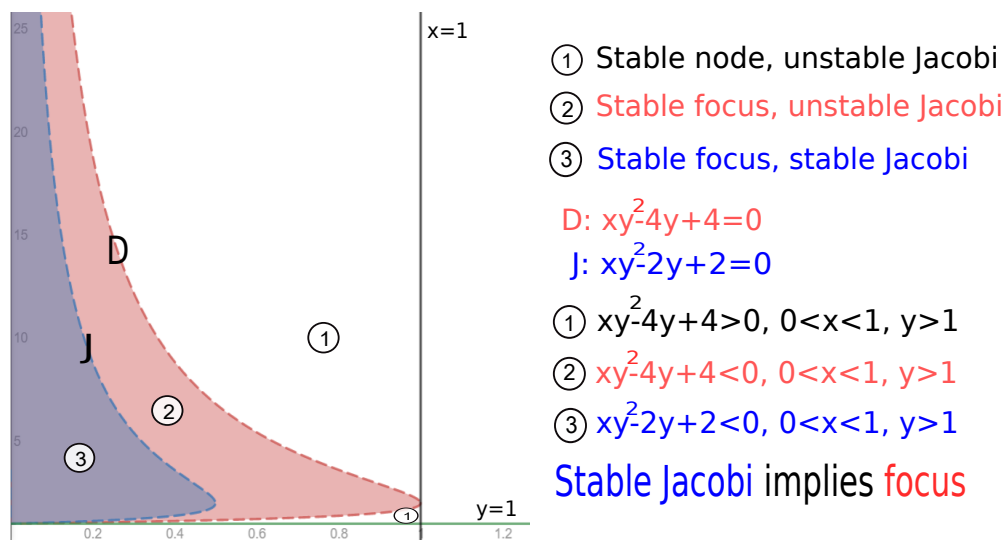 25
20
15
10
5
x=1
D
J
1
2
3
1
y=1
0.2
0.4
0.6
0.8
1
1.2
1 Stable node, unstable Jacobi
2 Stable focus, unstable Jacobi
3 Stable focus, stable Jacobi
D: xy²-4y+4=0
J: xy²-2y+2=0
1 xy²-4y+4>0, 0<x<1, y>1
2 xy²-4y+4<0, 0<x<1, y>1
3 xy²-2y+2<0, 0<x<1, y>1
Stable Jacobi implies focus